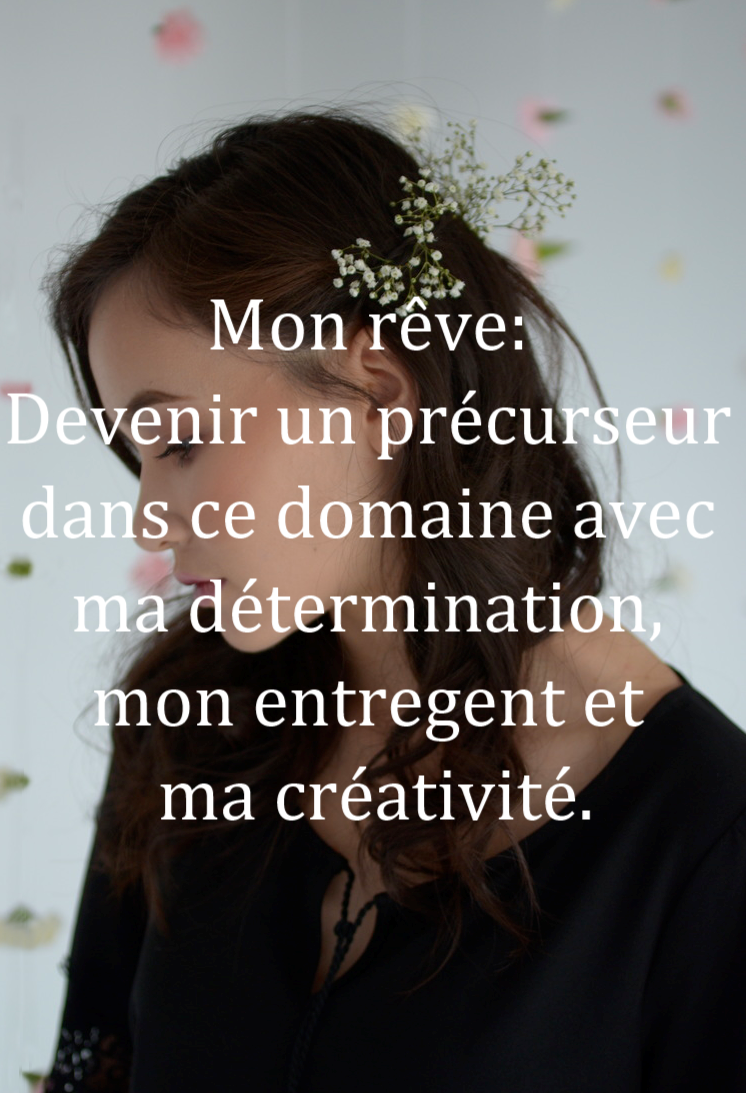 Mon rêve:
Devenir un précurseur
dans ce domaine avec
ma détermination,
mon entregent et
ma créativité.